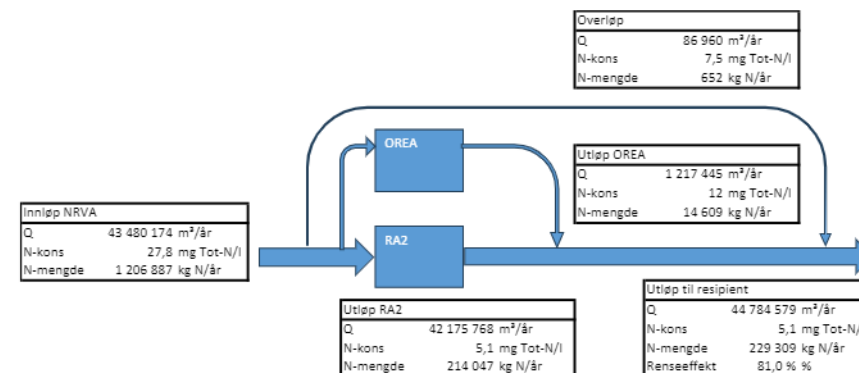 Overløp
Q 86 960 m³/år
N-kons 7,5 mg Tot-N/l
N-mengde 652 kg N/år
OREA
Utløp OREA
Q 1 217 445 m³/år
N-kons 12 mg Tot-N/l
N-mengde 14 609 kg N/år
Innløp NRVA
Q 43 480 174 m³/år
N-kons 27,8 mg Tot-N/l
N-mengde 1 206 887 kg N/år
RA2
Utløp RA2
Q 42 175 768 m³/år
N-kons 5,1 mg Tot-N/l
N-mengde 214 047 kg N/år
Utløp til resipient
Q 44 784 579 m³/år
N-kons 5,1 mg Tot-N/
N-mengde 229 309 kg N/år
Renseeffekt 81,0 % %